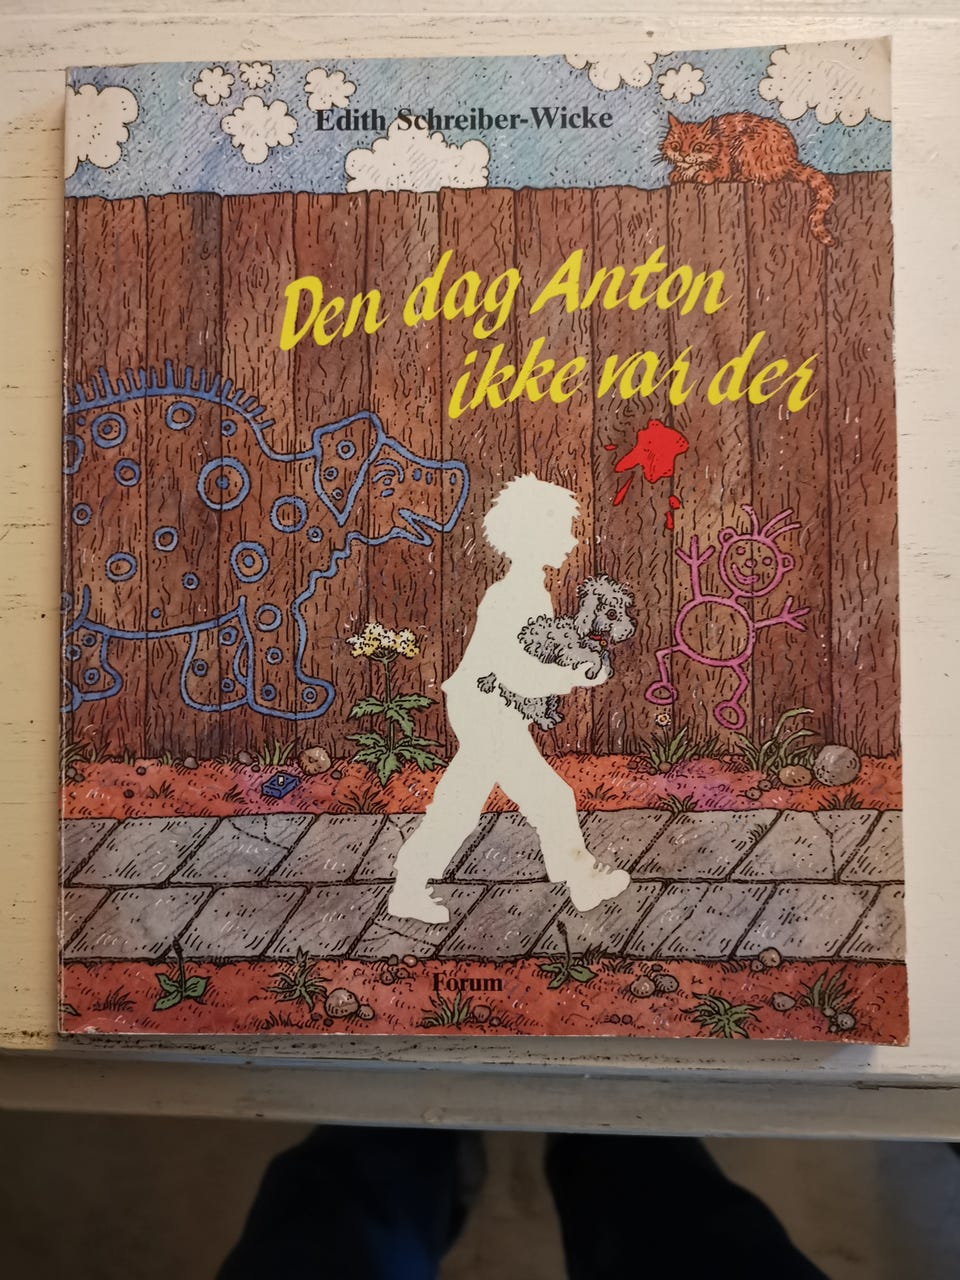 Edith Schreiber-Wicke
Den dag Anton
ikke var der
Forum